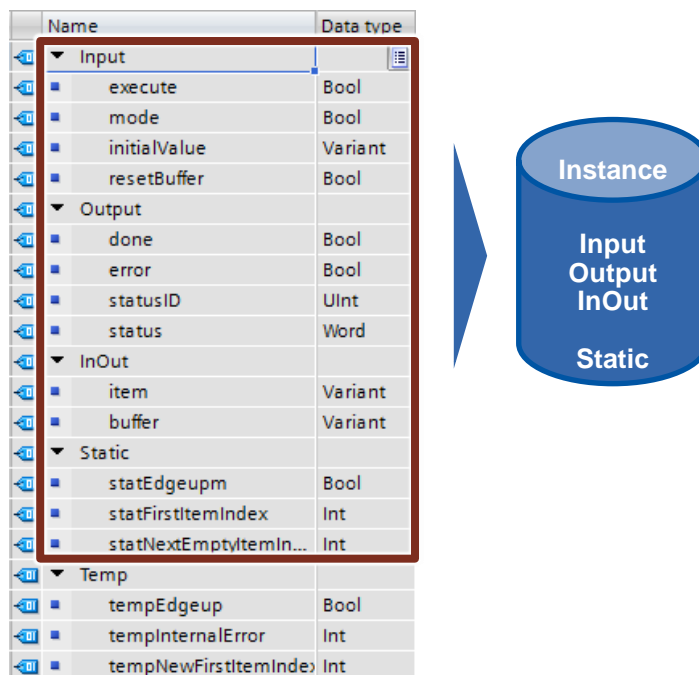 Name Data type
Input
execute Bool
mode Bool
initialValue Variant
resetBuffer Bool
Output
done Bool
error Bool
statusID UInt
status Word
InOut
item Variant
buffer Variant
Static
statEdgeupm Bool
statFirstItemIndex Int
statNextEmptyItemIn... Int
Temp
tempEdgeup Bool
tempInternalError Int
tempNewFirstItemIndex Int
Instance
Input
Output
InOut
Static